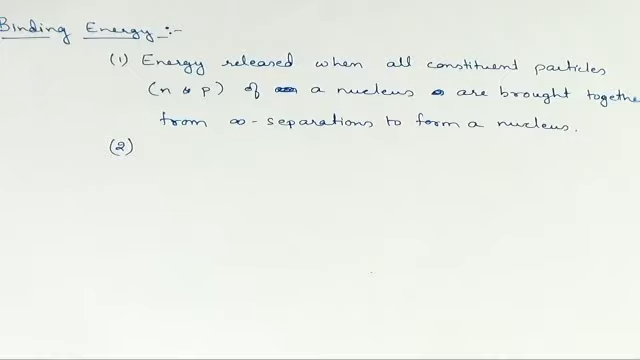 Binding Energy :-
(1) Energy released when all constituent particles
(n & p) of a nucleus are brought togethe
from ∞ - separations to form a nucleus.
(2)